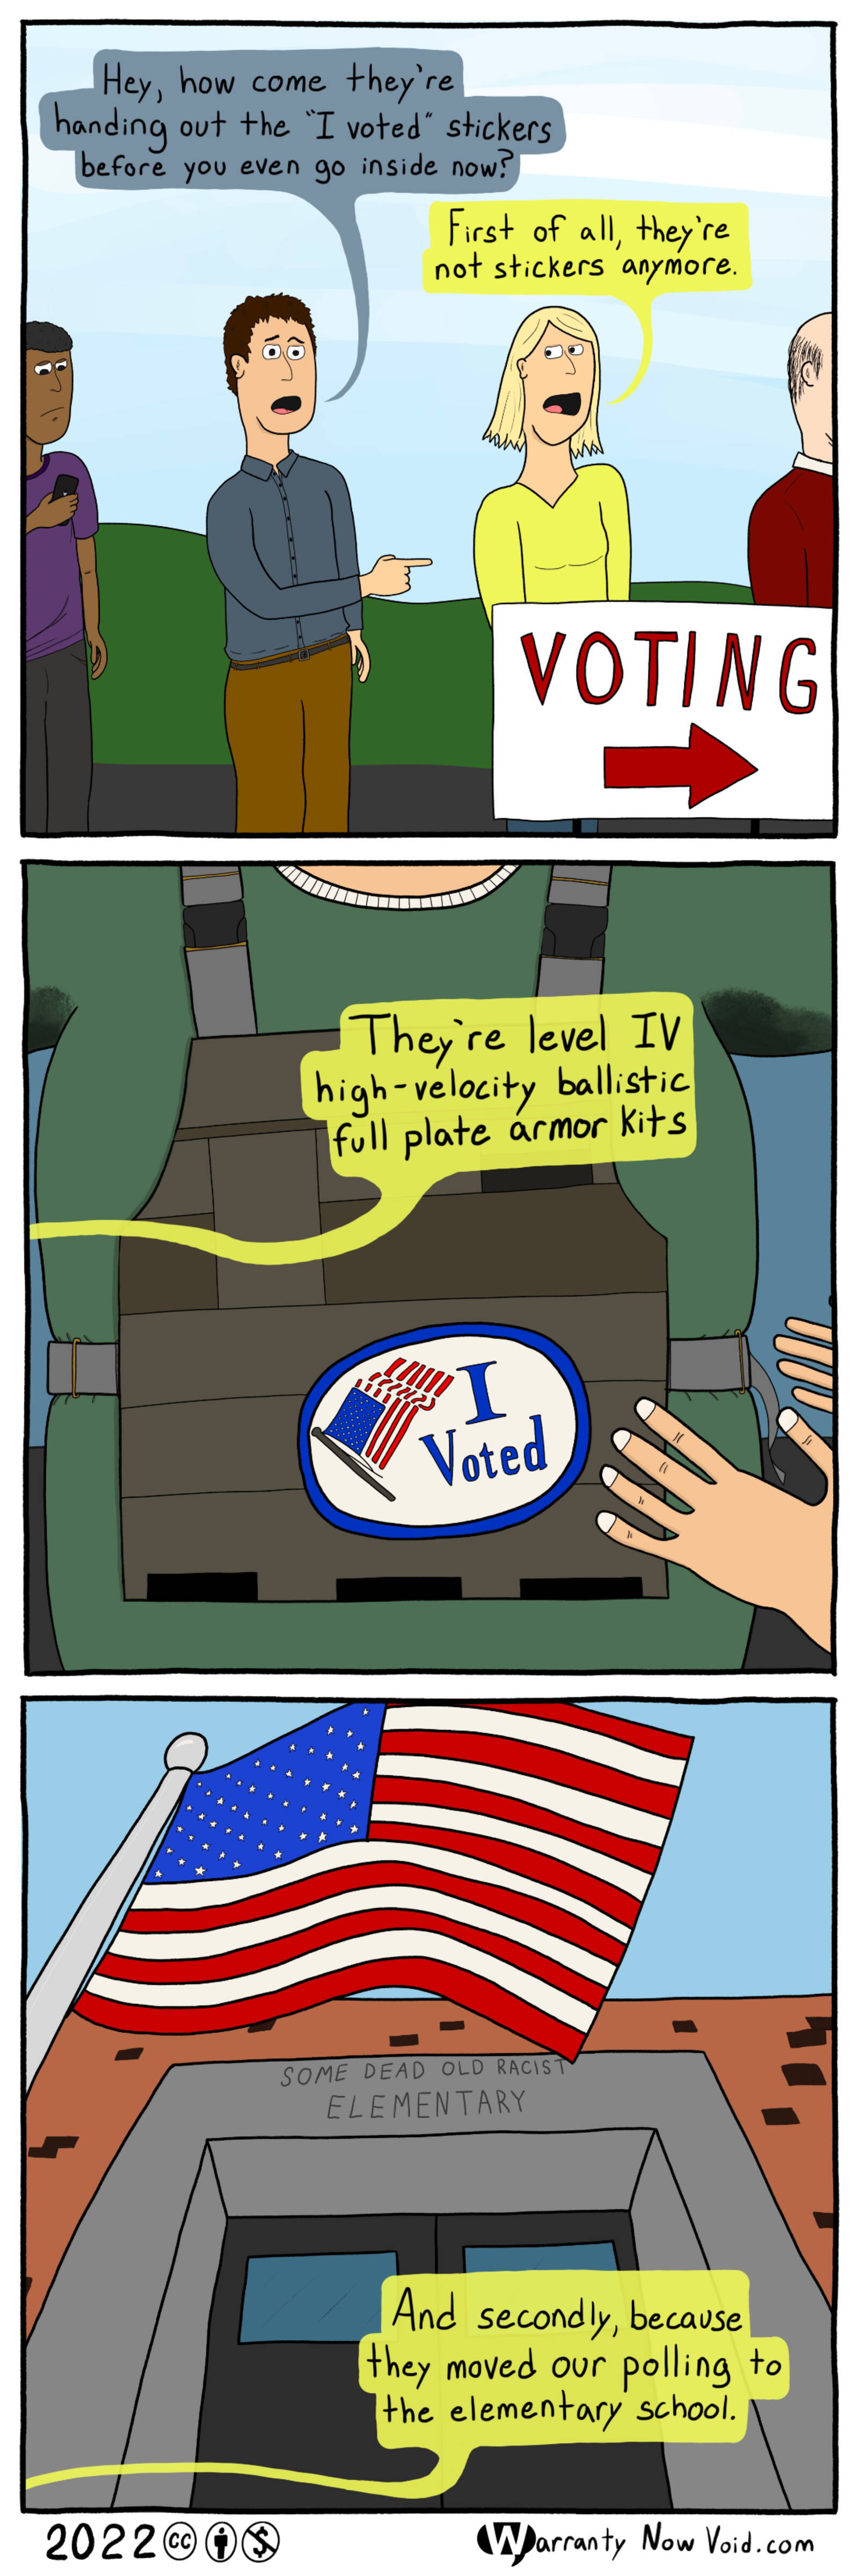 Hey, how come they're
handing out the "I voted" stickers
before you even go inside now?
First of all, they're
not stickers anymore.
VOTING
They're level IV
high-velocity ballistic
full plate armor kits
I
Voted
SOME DEAD OLD RACIST
ELEMENTARY
And secondly, because
they moved our polling to
the elementary school.
2022 cc Warranty Now Void.com